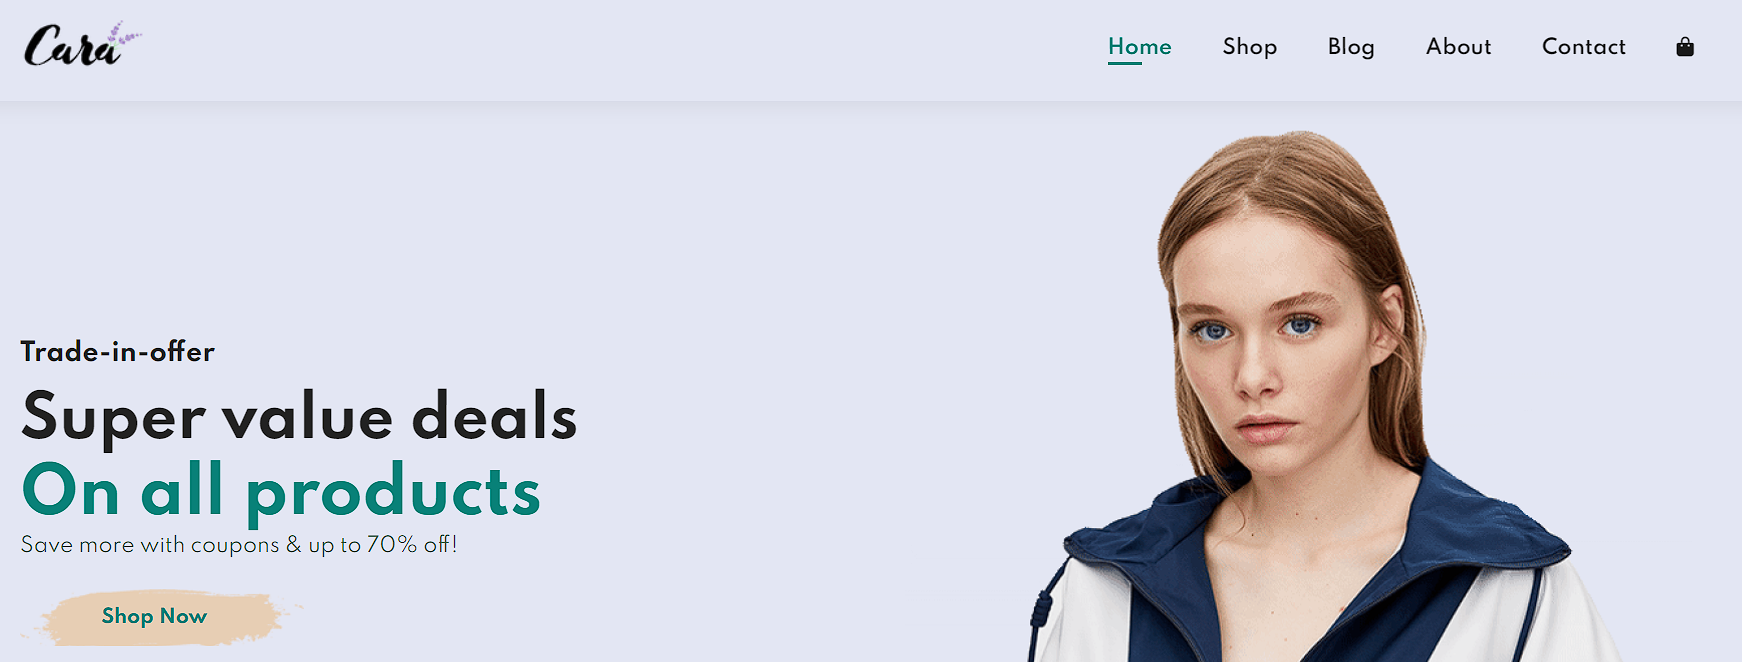 Cara
Home Shop Blog About Contact
Trade-in-offer
Super value deals
On all products
Save more with coupons & up to 70% off!
Shop Now